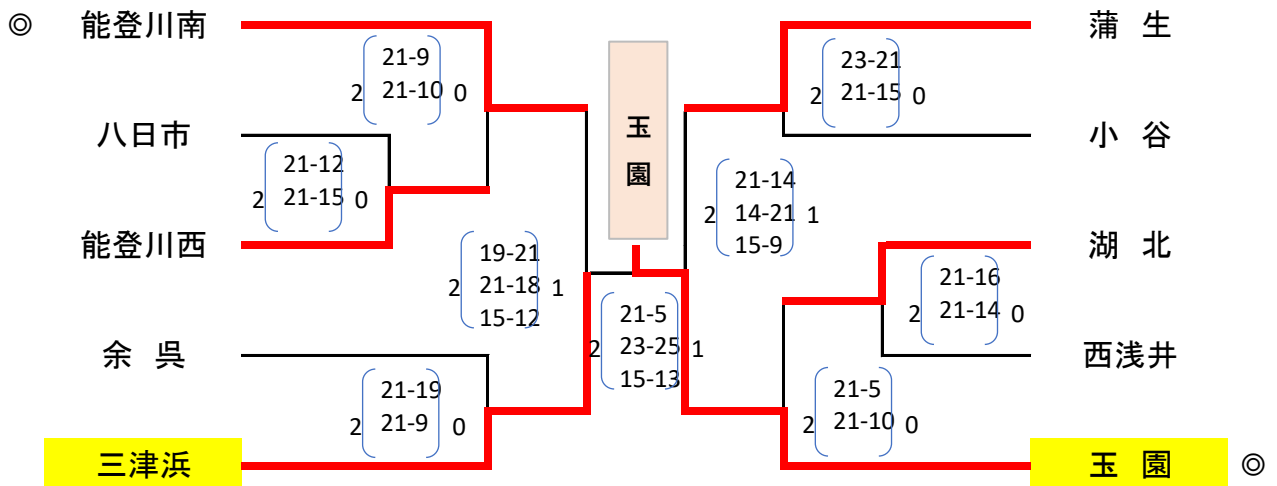 ◎ 能登川南
21-9
2 21-10 0
八日市
21-12
2 21-15 0
能登川西
19-21
2 21-18 1
15-12
余 呉
21-19
2 21-9 0
三津浜
玉
園
21-5
2 23-25 1
15-13
蒲 生
23-21
2 21-15 0
小 谷
21-14
2 14-21 1
15-9
湖 北
21-16
2 21-14 0
西浅井
21-5
2 21-10 0
玉 園 ◎